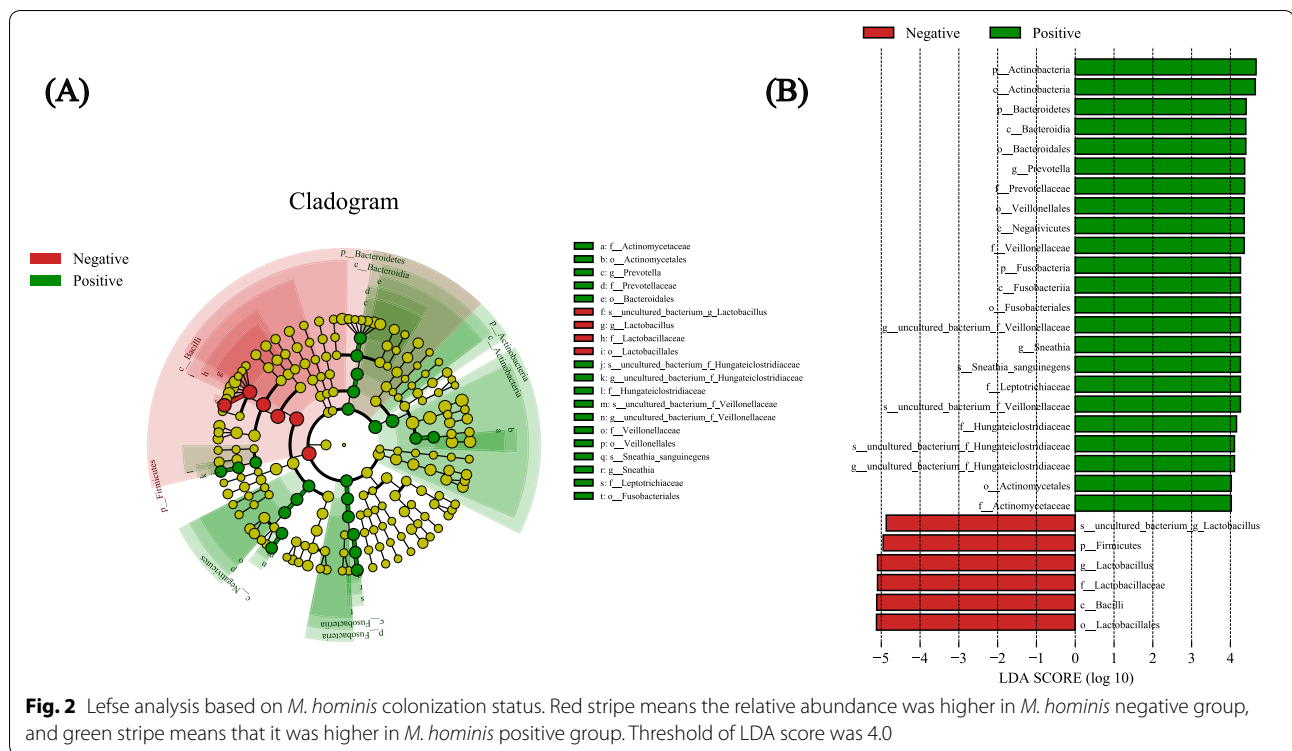 (A)
Cladogram
Negative
Positive
p__Bacteroidetes
c__Bacteroidia
e
d
c
p__Actinobacteria
c__Actinobacteria
b
a
c__Bacilli
i
h
g
p__Firmicutes
l
k
c__Negativicutes
p
o
n
c__Fusobacteriia
p__Fusobacteria
r
s
t
a: f__Actinomycetaceae
b: o__Actinomycetales
c: g__Prevotella
d: f__Prevotellaceae
e: o__Bacteroidales
f: s__uncultured_bacterium_g_Lactobacillus
g: g__Lactobacillus
h: f__Lactobacillaceae
i: o__Lactobacillales
j: s__uncultured_bacterium_f_Hungateiclostridiaceae
k: g__uncultured_bacterium_f_Hungateiclostridiaceae
l: f__Hungateiclostridiaceae
m: s__uncultured_bacterium_f_Veillonellaceae
n: g__uncultured_bacterium_f_Veillonellaceae
o: f__Veillonellaceae
p: o__Veillonellales
q: s__Sneathia_sanguinegens
r: g__Sneathia
s: f__Leptotrichiaceae
t: o__Fusobacteriales
(B)
Negative Positive
p__Actinobacteria
c__Actinobacteria
p__Bacteroidetes
c__Bacteroidia
o__Bacteroidales
g__Prevotella
f__Prevotellaceae
o__Veillonellales
c__Negativicutes
f__Veillonellaceae
p__Fusobacteria
c__Fusobacteriia
o__Fusobacteriales
g__uncultured_bacterium_f_Veillonellaceae
g__Sneathia
s__Sneathia_sanguinegens
f__Leptotrichiaceae
s__uncultured_bacterium_f_Veillonellaceae
f__Hungateiclostridiaceae
s__uncultured_bacterium_f_Hungateiclostridiaceae
g__uncultured_bacterium_f_Hungateiclostridiaceae
o__Actinomycetales
f__Actinomycetaceae
s__uncultured_bacterium_g_Lactobacillus
p__Firmicutes
g__Lactobacillus
f__Lactobacillaceae
c__Bacilli
o__Lactobacillales
−5 −4 −3 −2 −1 0 1 2 3 4
LDA SCORE (log 10)
Fig. 2 Lefse analysis based on M. hominis colonization status. Red stripe means the relative abundance was higher in M. hominis negative group,
and green stripe means that it was higher in M. hominis positive group. Threshold of LDA score was 4.0